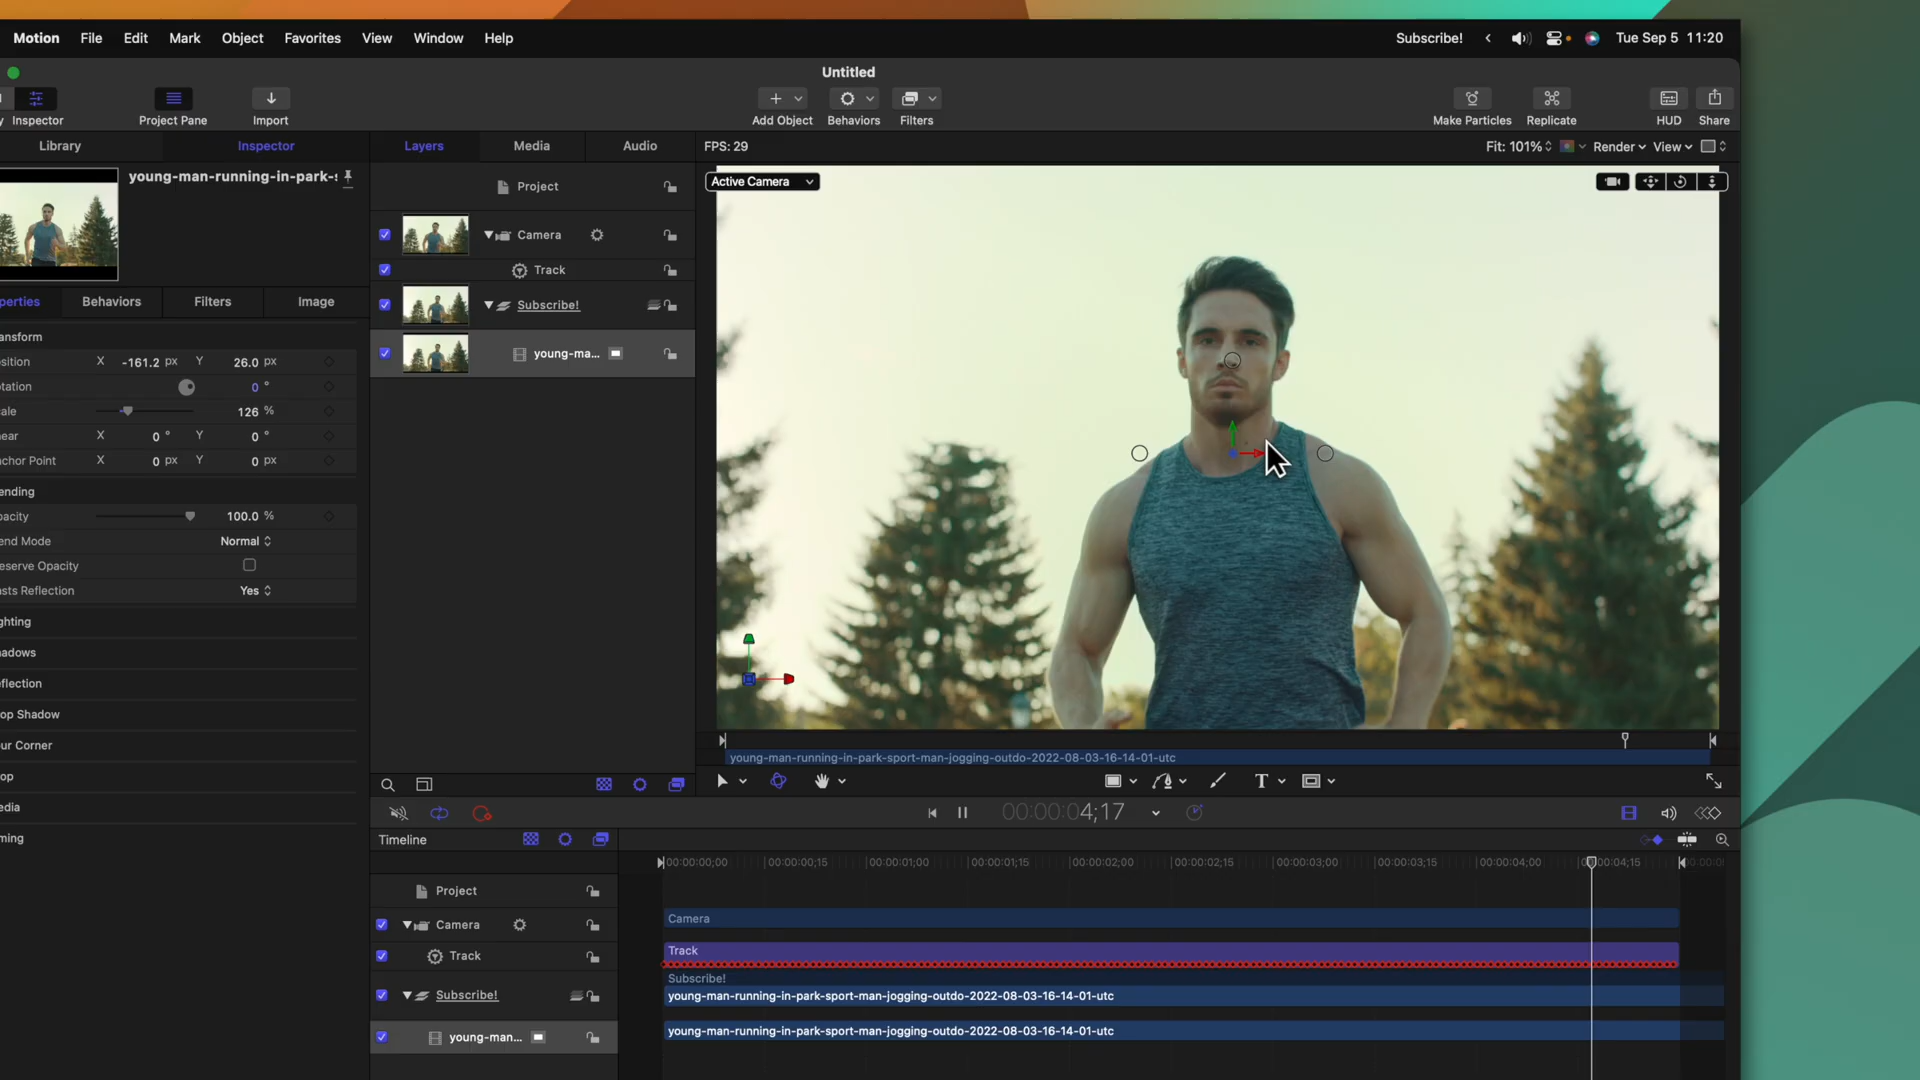 Motion File Edit Mark Object Favorites View Window Help Subscribe! Tue Sep 5 11:20
Untitled
y Inspector Project Pane Import Add Object Behaviors Filters Make Particles Replicate HUD Share
Library Inspector Layers Media Audio FPS: 29 Fit: 101% Render View
young-man-running-in-park-s
Active Camera
Project
Camera
Track
Subscribe!
young-ma...
perties Behaviors Filters Image
ransform
sition X -161.2 px Y 26.0 px
otation 0 °
cale 126 %
hear X 0 ° Y 0 °
nchor Point X 0 px Y 0 px
ending
pacity 100.0 %
end Mode Normal
eserve Opacity
asts Reflection Yes
ghting
adows
eflection
op Shadow
our Corner
op
edia
ming
young-man-running-in-park-sport-man-jogging-outdo-2022-08-03-16-14-01-utc
T
00:00:00:04;17
Timeline
00:00:00;00 00:00:00;15 00:00:01;00 00:00:01;15 00:00:02;00 00:00:02;15 00:00:03;00 00:00:03;15 00:00:04;00 00:00:04;15
Project
Camera Camera
Track Track
Subscribe!
Subscribe! young-man-running-in-park-sport-man-jogging-outdo-2022-08-03-16-14-01-utc
young-man... young-man-running-in-park-sport-man-jogging-outdo-2022-08-03-16-14-01-utc